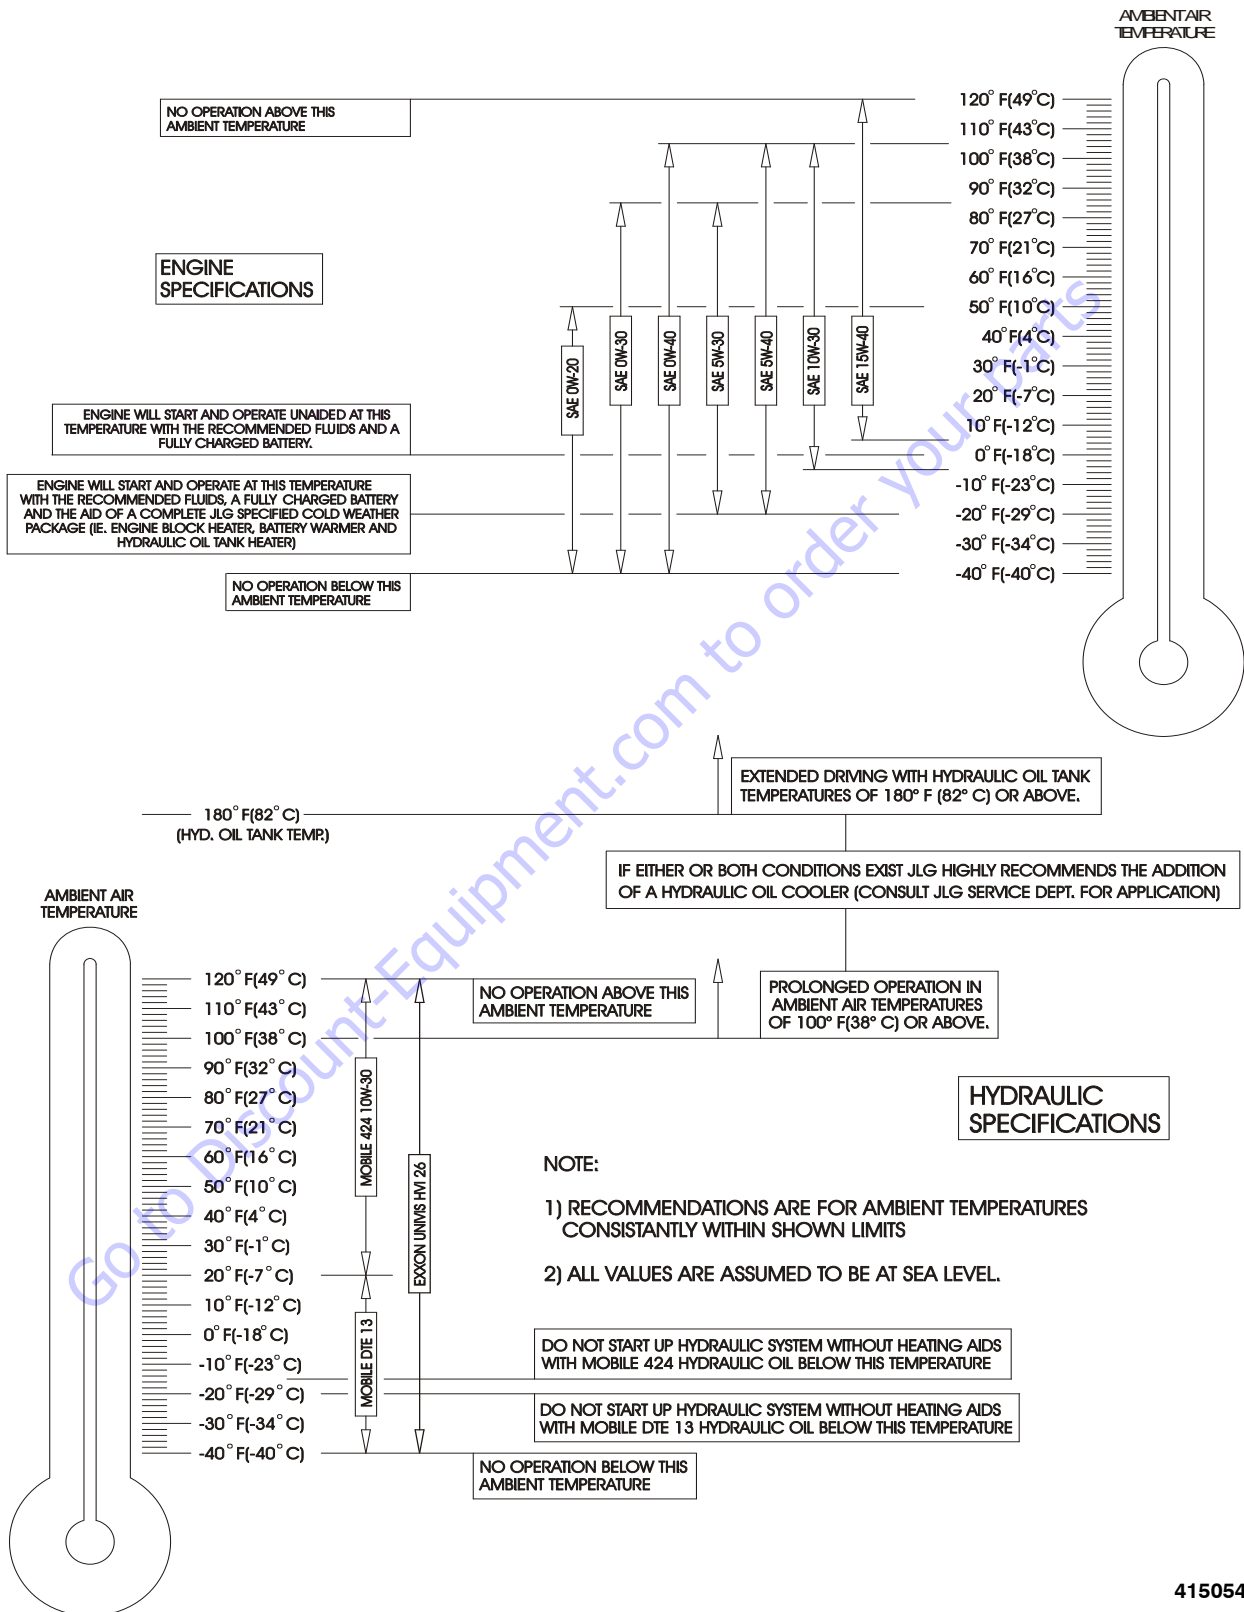 AMBIENT AIR
TEMPERATURE
NO OPERATION ABOVE THIS
AMBIENT TEMPERATURE
120° F(49°C)
110° F(43°C)
100° F(38°C)
90° F(32°C)
80° F(27°C)
70° F(21°C)
60° F(16°C)
50° F(10°C)
40°F(4°C)
30° F(-1°C)
20° F(-7°C)
10° F(-12°C)
0° F(-18°C)
-10° F(-23°C)
-20° F(-29°C)
-30° F(-34°C)
-40° F(-40°C)
ENGINE
SPECIFICATIONS
SAE 0W-20
SAE 0W-30
SAE 0W-40
SAE 5W-30
SAE 5W-40
SAE 10W-30
SAE 15W-40
ENGINE WILL START AND OPERATE UNAIDED AT THIS
TEMPERATURE WITH THE RECOMMENDED FLUIDS AND A
FULLY CHARGED BATTERY.
ENGINE WILL START AND OPERATE AT THIS TEMPERATURE
WITH THE RECOMMENDED FLUIDS, A FULLY CHARGED BATTERY
AND THE AID OF A COMPLETE JLG SPECIFIED COLD WEATHER
PACKAGE (IE. ENGINE BLOCK HEATER, BATTERY WARMER AND
HYDRAULIC OIL TANK HEATER)
NO OPERATION BELOW THIS
AMBIENT TEMPERATURE
EXTENDED DRIVING WITH HYDRAULIC OIL TANK
TEMPERATURES OF 180° F (82° C) OR ABOVE.
180° F(82° C)
(HYD. OIL TANK TEMP.)
IF EITHER OR BOTH CONDITIONS EXIST JLG HIGHLY RECOMMENDS THE ADDITION
OF A HYDRAULIC OIL COOLER (CONSULT JLG SERVICE DEPT. FOR APPLICATION)
AMBIENT AIR
TEMPERATURE
120° F(49° C)
110° F(43° C)
100° F(38° C)
90° F(32° C)
80° F(27° C)
70° F(21° C)
60° F(16° C)
50° F(10° C)
40° F(4° C)
30° F(-1° C)
20° F(-7° C)
10° F(-12° C)
0° F(-18° C)
-10° F(-23° C)
-20° F(-29° C)
-30° F(-34° C)
-40° F(-40° C)
MOBILE 424 10W-30
MOBILE DTE 13
EXXON UNIVIS HVI 26
NO OPERATION ABOVE THIS
AMBIENT TEMPERATURE
PROLONGED OPERATION IN
AMBIENT AIR TEMPERATURES
OF 100° F(38° C) OR ABOVE.
HYDRAULIC
SPECIFICATIONS
NOTE:
1) RECOMMENDATIONS ARE FOR AMBIENT TEMPERATURES
CONSISTANTLY WITHIN SHOWN LIMITS
2) ALL VALUES ARE ASSUMED TO BE AT SEA LEVEL.
DO NOT START UP HYDRAULIC SYSTEM WITHOUT HEATING AIDS
WITH MOBILE 424 HYDRAULIC OIL BELOW THIS TEMPERATURE
DO NOT START UP HYDRAULIC SYSTEM WITHOUT HEATING AIDS
WITH MOBILE DTE 13 HYDRAULIC OIL BELOW THIS TEMPERATURE
NO OPERATION BELOW THIS
AMBIENT TEMPERATURE
Go to Discount-Equipment.com to order your parts
415054